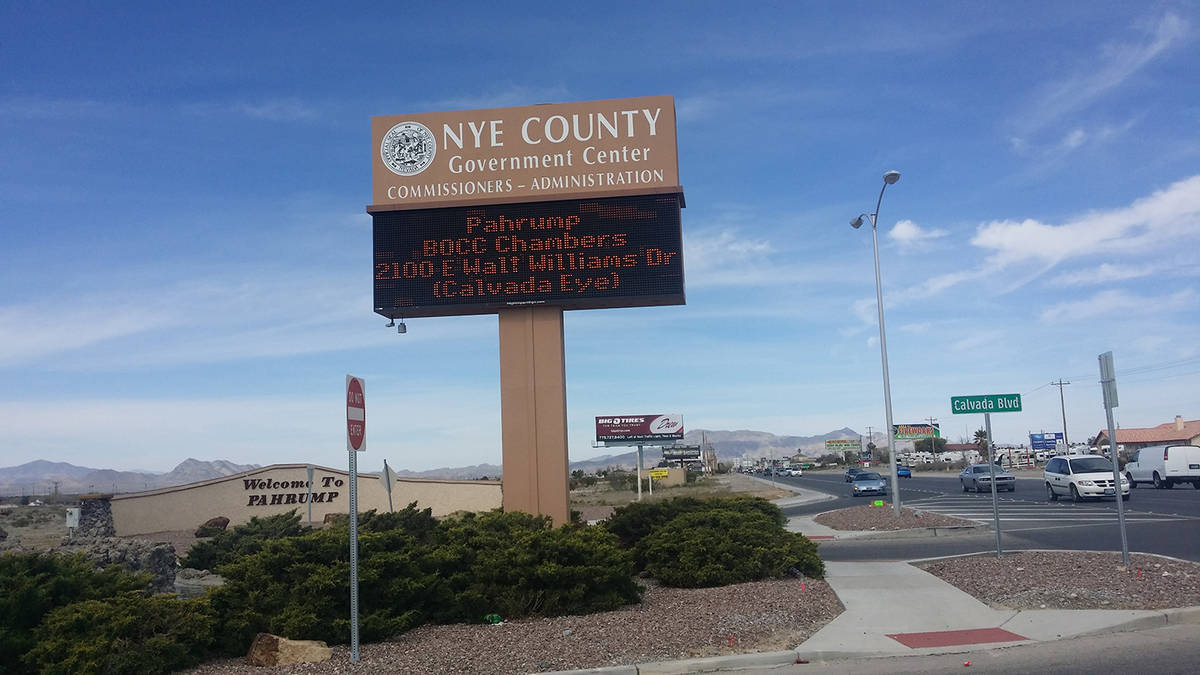 NYE COUNTY
Government Center
COMMISSIONERS – ADMINISTRATION
Pahrump
BOCC Chambers
2100 E Walt Williams Dr
(Calvada Eye)
DO NOT
ENTER
Welcome To
PAHRUMP
BIG O TIRES
Calvada Blvd
FIREWORKS